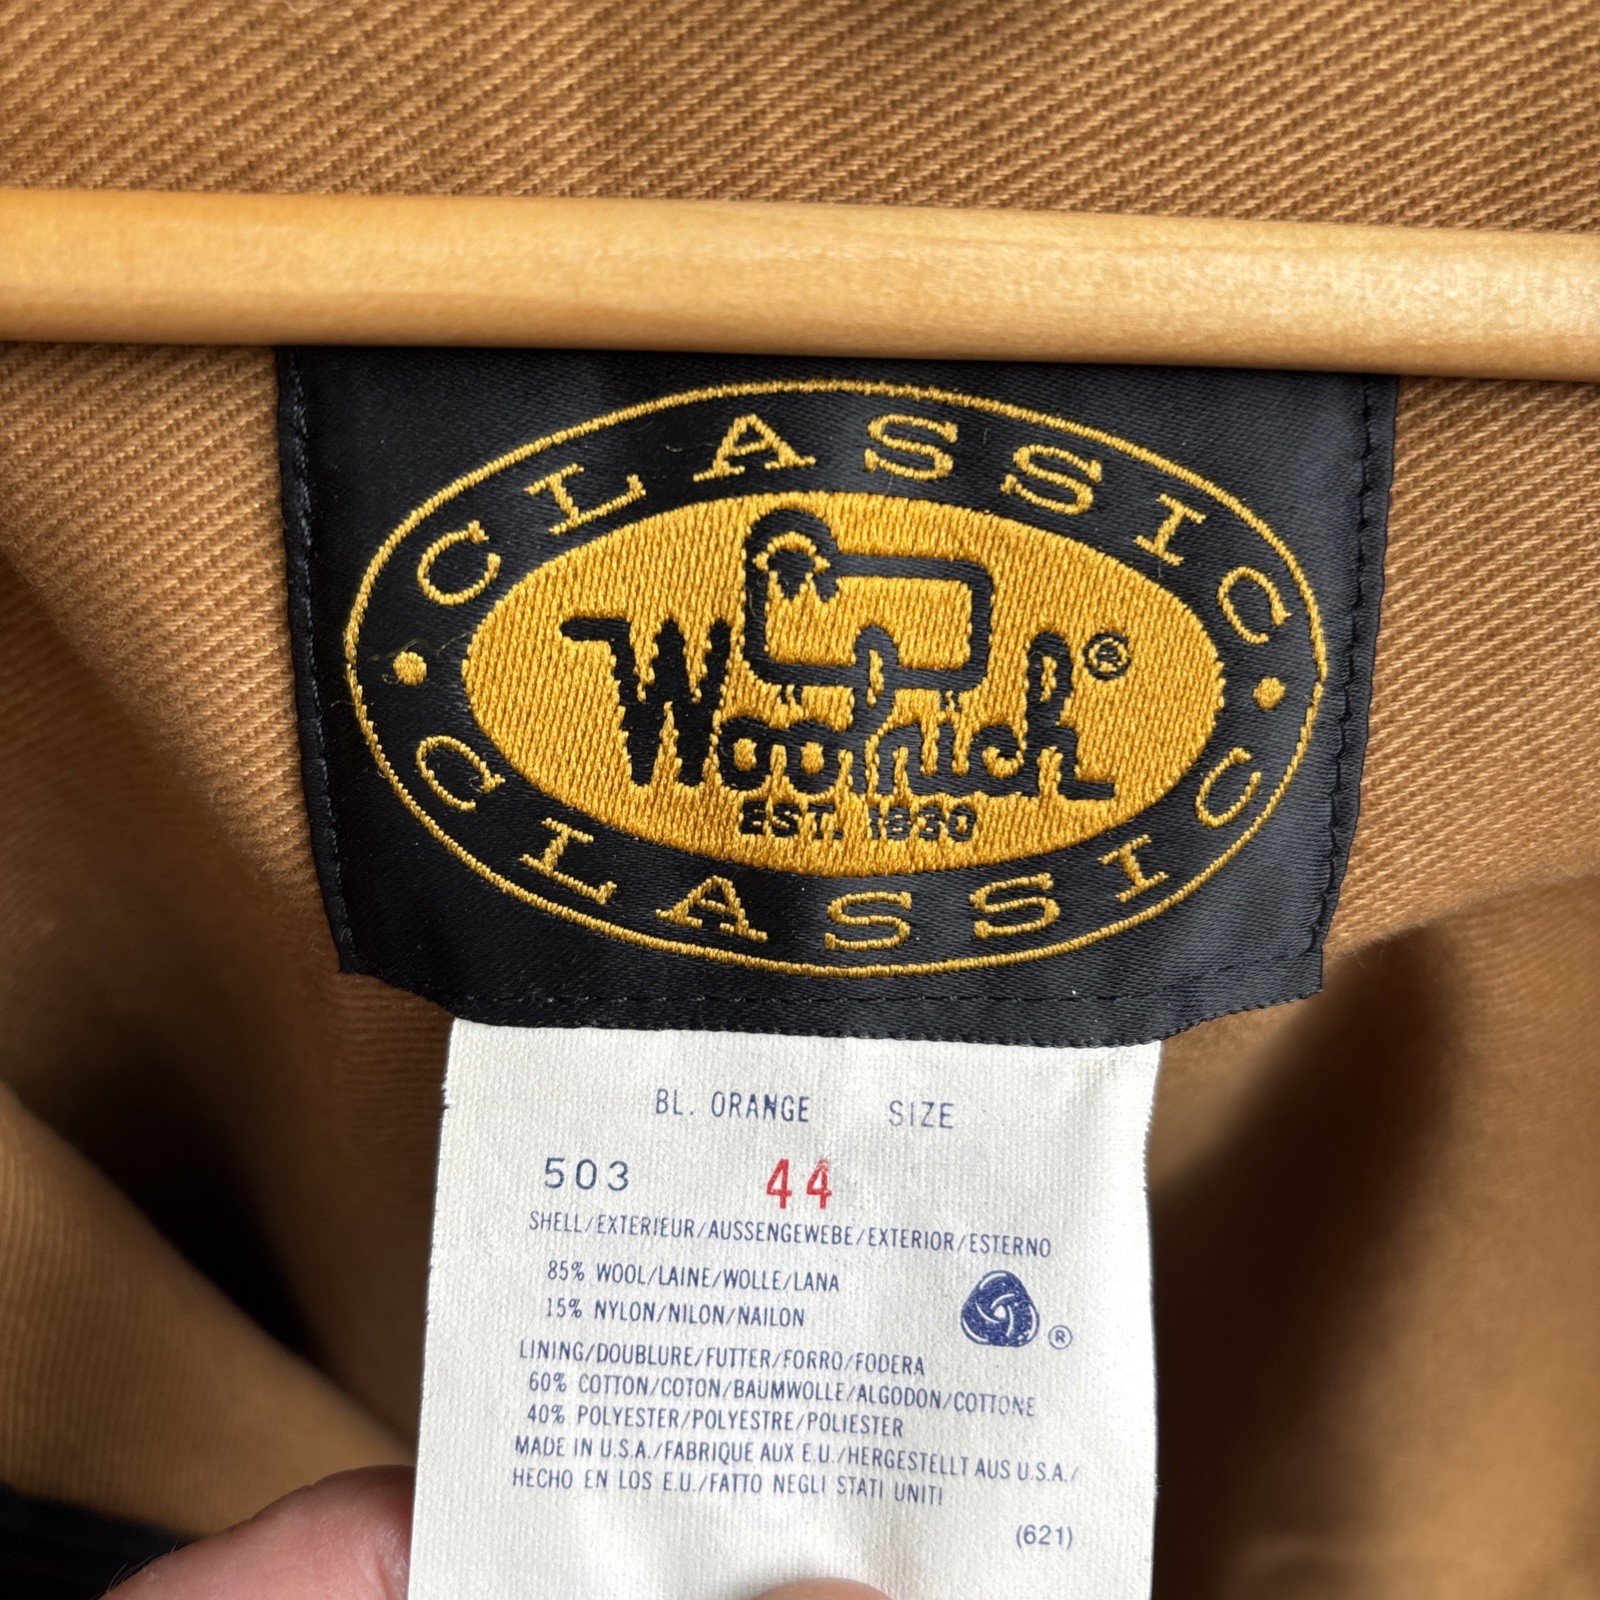 CLASSIC
Woolrich®
EST. 1830
CLASSIC
BL. ORANGE SIZE
503 44
SHELL/EXTERIEUR/AUSSENGEWEBE/EXTERIOR/ESTERNO
85% WOOL/LAINE/WOLLE/LANA
15% NYLON/NILON/NAILON
®
LINING/DOUBLURE/FUTTER/FORRO/FODERA
60% COTTON/COTON/BAUMWOLLE/ALGODON/COTTONE
40% POLYESTER/POLYESTRE/POLIESTER
MADE IN U.S.A./FABRIQUE AUX E.U./HERGESTELLT AUS U.S.A./
HECHO EN LOS E.U./FATTO NEGLI STATI UNITI
(621)